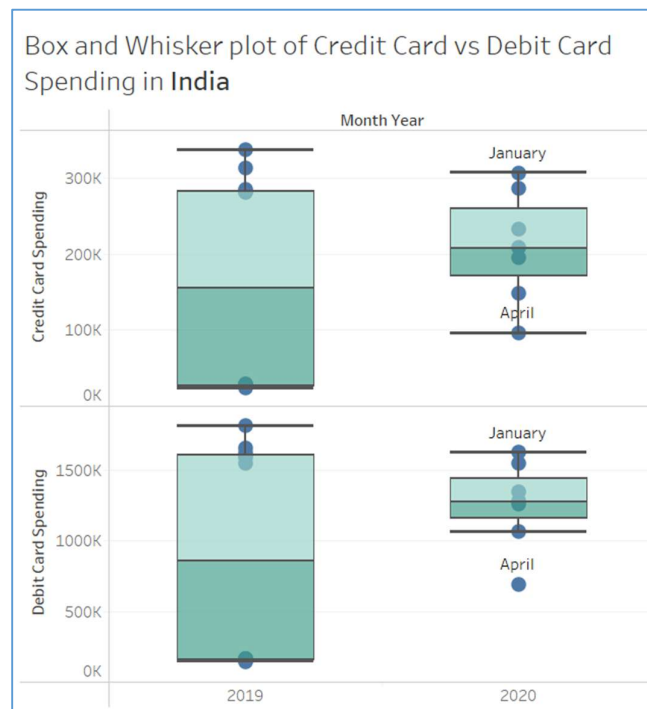 Box and Whisker plot of Credit Card vs Debit Card
Spending in India
Month Year
Credit Card Spending
300K
200K
100K
0K
January
April
Debit Card Spending
1500K
1000K
500K
0K
January
April
2019
2020